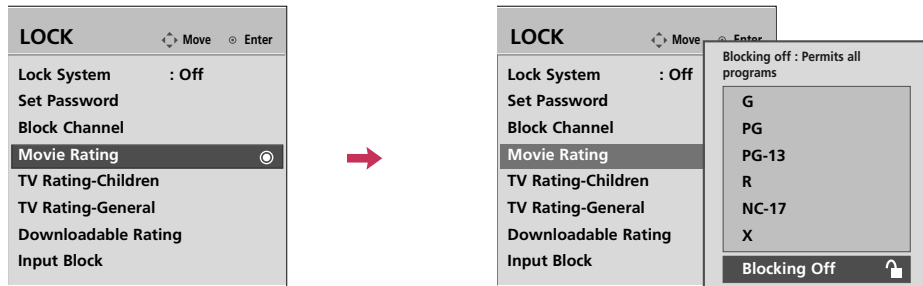 LOCK Move Enter
Lock System : Off
Set Password
Block Channel
Movie Rating
TV Rating-Children
TV Rating-General
Downloadable Rating
Input Block
LOCK Move Enter
Lock System : Off
Set Password
Block Channel
Movie Rating
TV Rating-Children
TV Rating-General
Downloadable Rating
Input Block
Blocking off : Permits all
programs
G
PG
PG-13
R
NC-17
X
Blocking Off